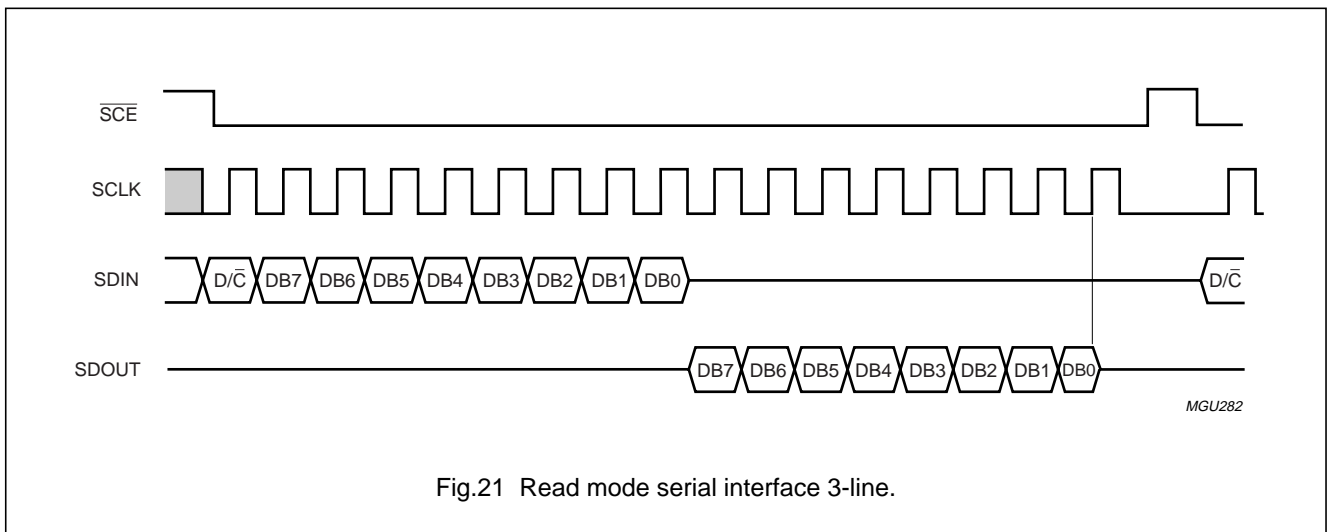 S̅C̅E̅
SCLK
SDIN D/C̅ DB7 DB6 DB5 DB4 DB3 DB2 DB1 DB0 D/C̅
SDOUT DB7 DB6 DB5 DB4 DB3 DB2 DB1 DB0
MGU282
Fig.21 Read mode serial interface 3-line.